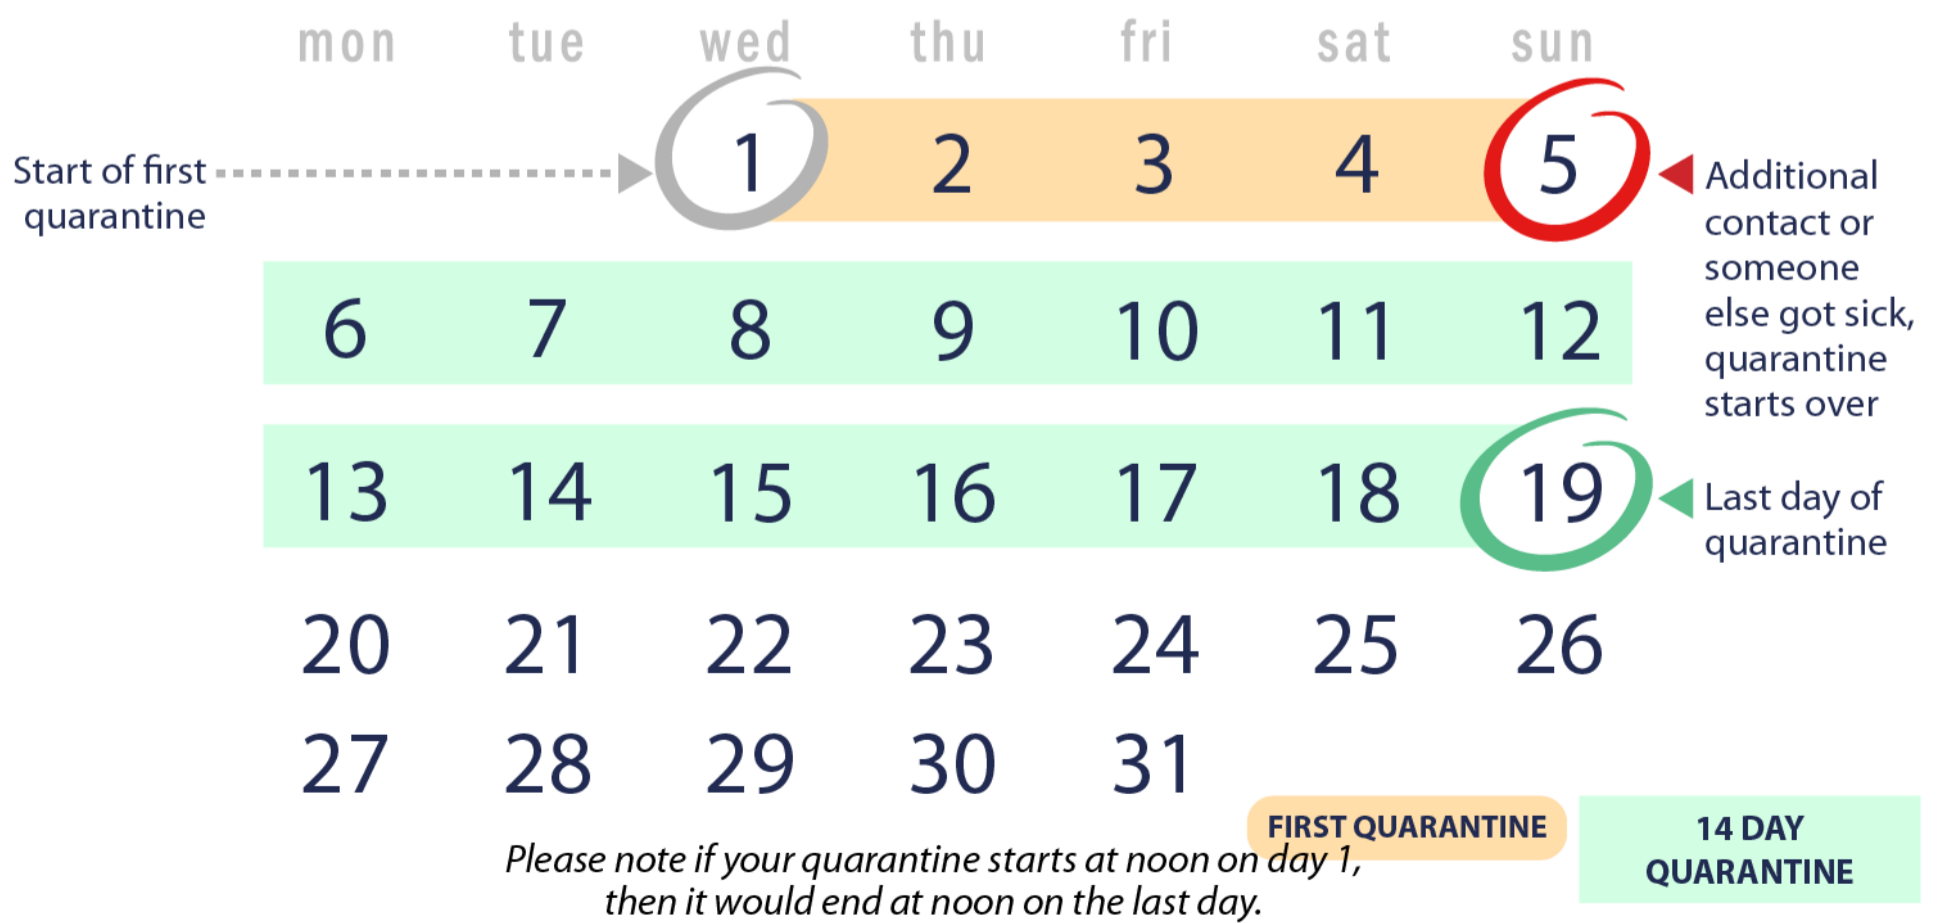 mon tue wed thu fri sat sun
Start of first
quarantine
1 2 3 4 5
Additional
contact or
someone
else got sick,
quarantine
starts over
6 7 8 9 10 11 12
13 14 15 16 17 18 19
Last day of
quarantine
20 21 22 23 24 25 26
27 28 29 30 31
FIRST QUARANTINE
14 DAY
QUARANTINE
Please note if your quarantine starts at noon on day 1,
then it would end at noon on the last day.